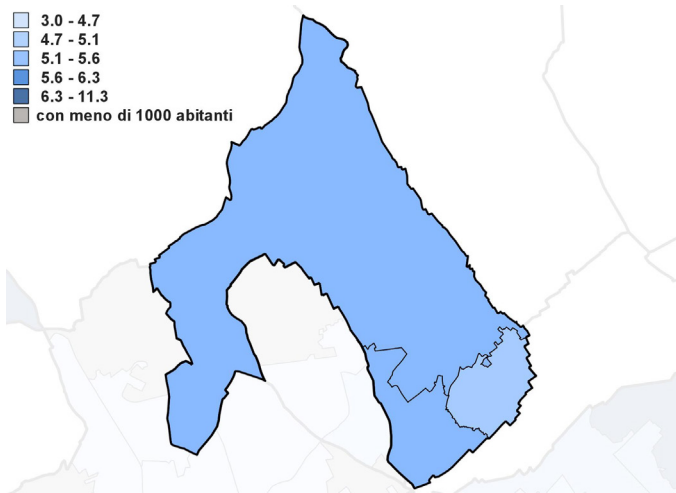 3.0 - 4.7
4.7 - 5.1
5.1 - 5.6
5.6 - 6.3
6.3 - 11.3
con meno di 1000 abitanti